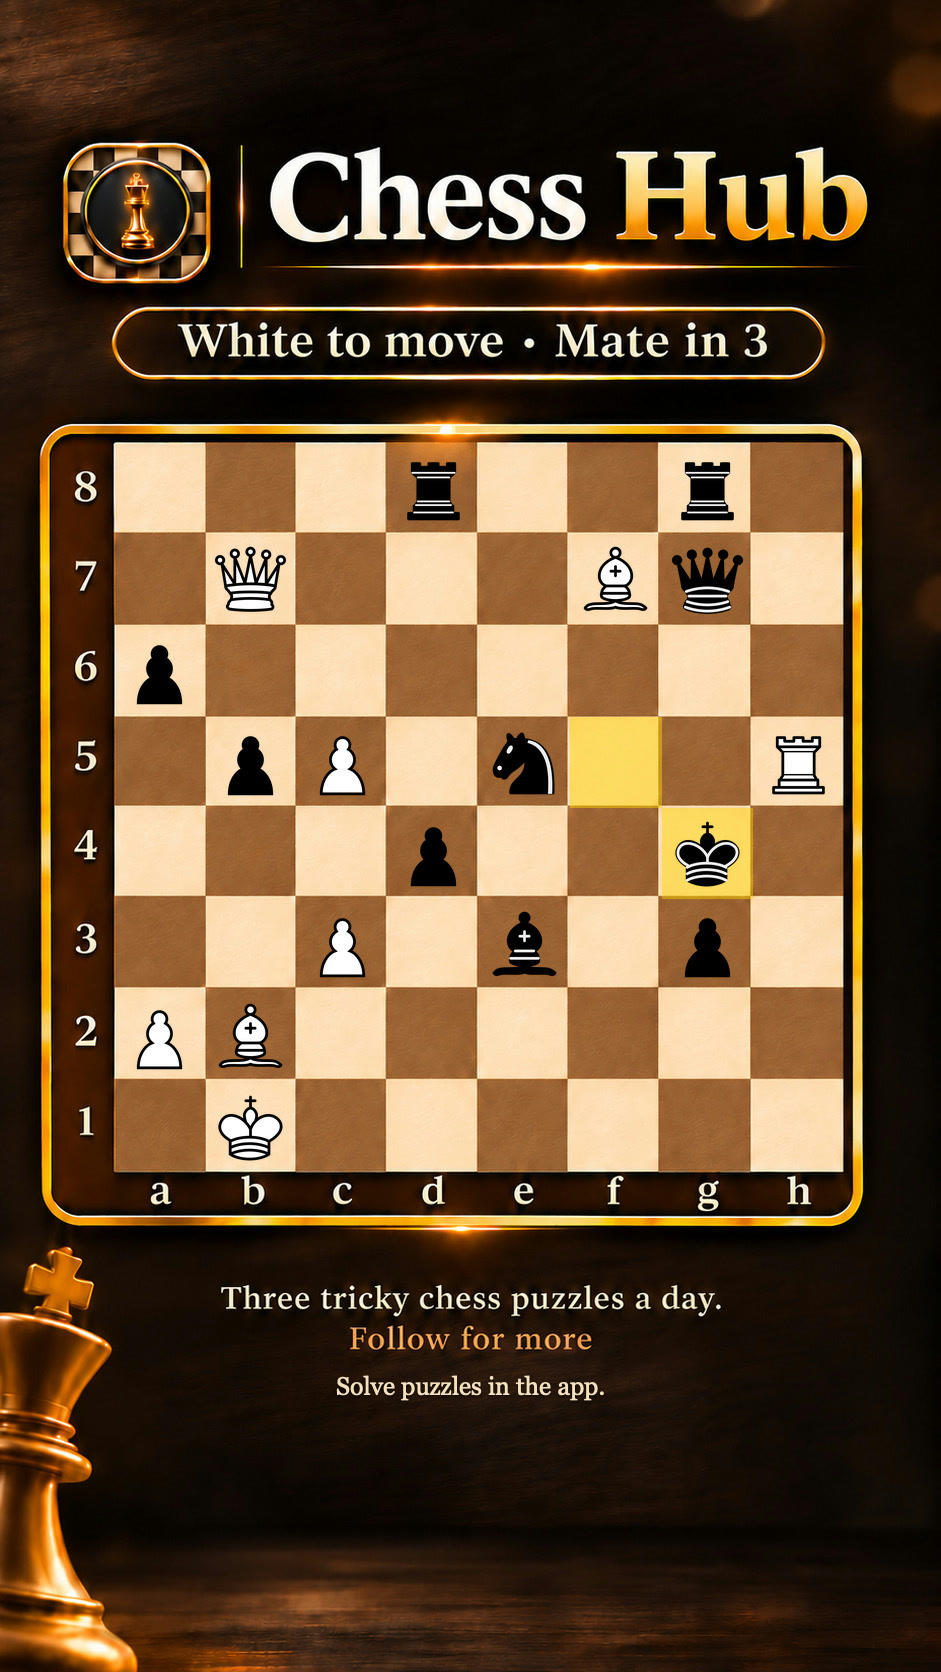 Chess Hub
White to move • Mate in 3
8
7
6
5
4
3
2
1
a b c d e f g h
Three tricky chess puzzles a day.
Follow for more
Solve puzzles in the app.